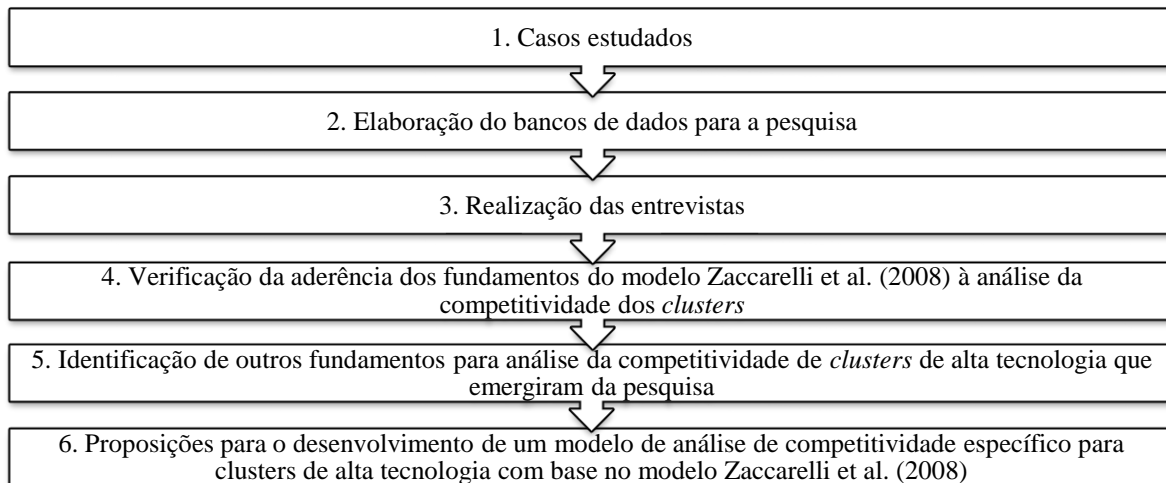 1. Casos estudados
2. Elaboração do bancos de dados para a pesquisa
3. Realização das entrevistas
4. Verificação da aderência dos fundamentos do modelo Zaccarelli et al. (2008) à análise da
competitividade dos clusters
5. Identificação de outros fundamentos para análise da competitividade de clusters de alta tecnologia que
emergiram da pesquisa
6. Proposições para o desenvolvimento de um modelo de análise de competitividade específico para
clusters de alta tecnologia com base no modelo Zaccarelli et al. (2008)